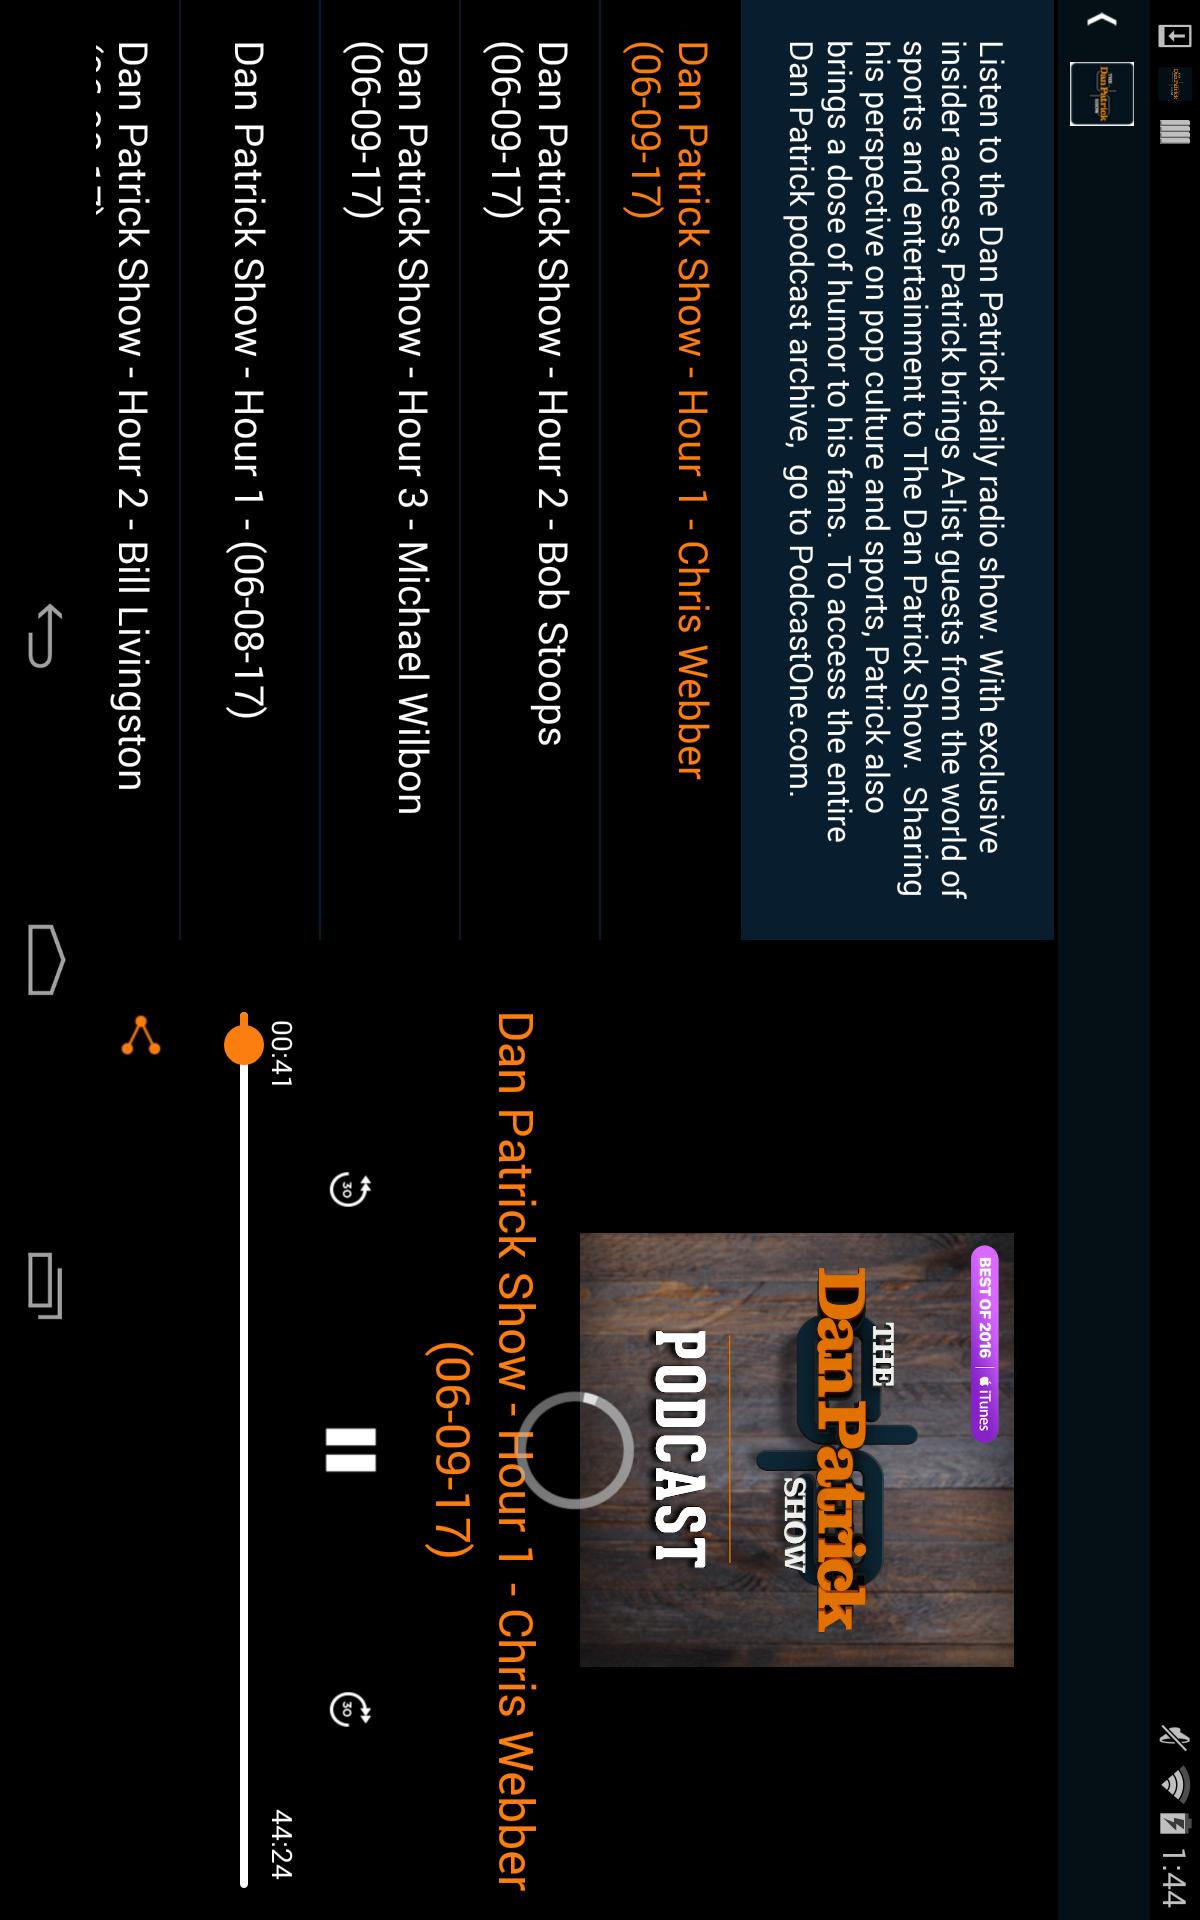 1:44
Listen to the Dan Patrick daily radio show. With exclusive
insider access, Patrick brings A-list guests from the world of
sports and entertainment to The Dan Patrick Show.  Sharing
his perspective on pop culture and sports, Patrick also
brings a dose of humor to his fans.  To access the entire
Dan Patrick podcast archive,  go to PodcastOne.com.
Dan Patrick Show - Hour 1 - Chris Webber
(06-09-17)
Dan Patrick Show - Hour 2 - Bob Stoops
(06-09-17)
Dan Patrick Show - Hour 3 - Michael Wilbon
(06-09-17)
Dan Patrick Show - Hour 1 - (06-08-17)
Dan Patrick Show - Hour 2 - Bill Livingston
BEST OF 2016 | iTunes
THE
Dan Patrick
SHOW
PODCAST
Dan Patrick Show - Hour 1 - Chris Webber
(06-09-17)
30
30
00:41
44:24